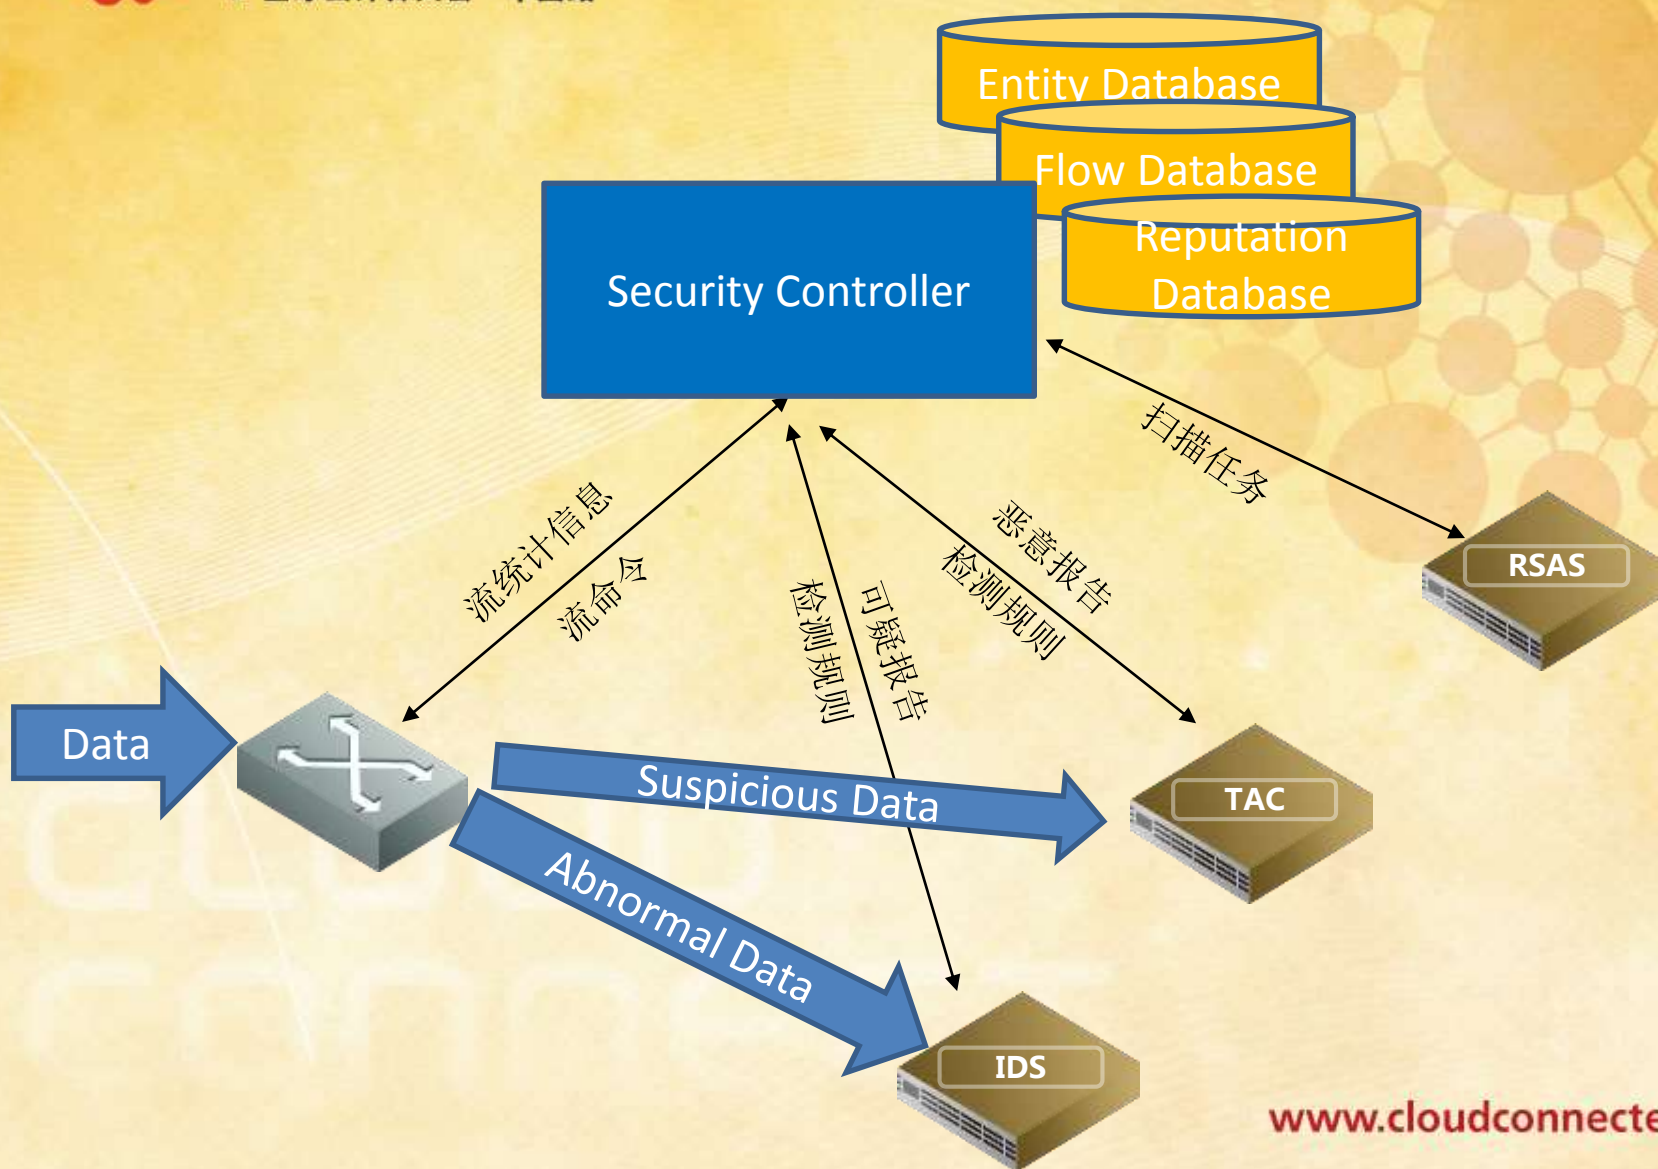 Entity Database
Flow Database
Reputation
Database
Security Controller
扫描任务
流统计信息
流命令
检测规则
可疑报告
恶意报告
检测规则
RSAS
Data
Suspicious Data
TAC
Abnormal Data
IDS